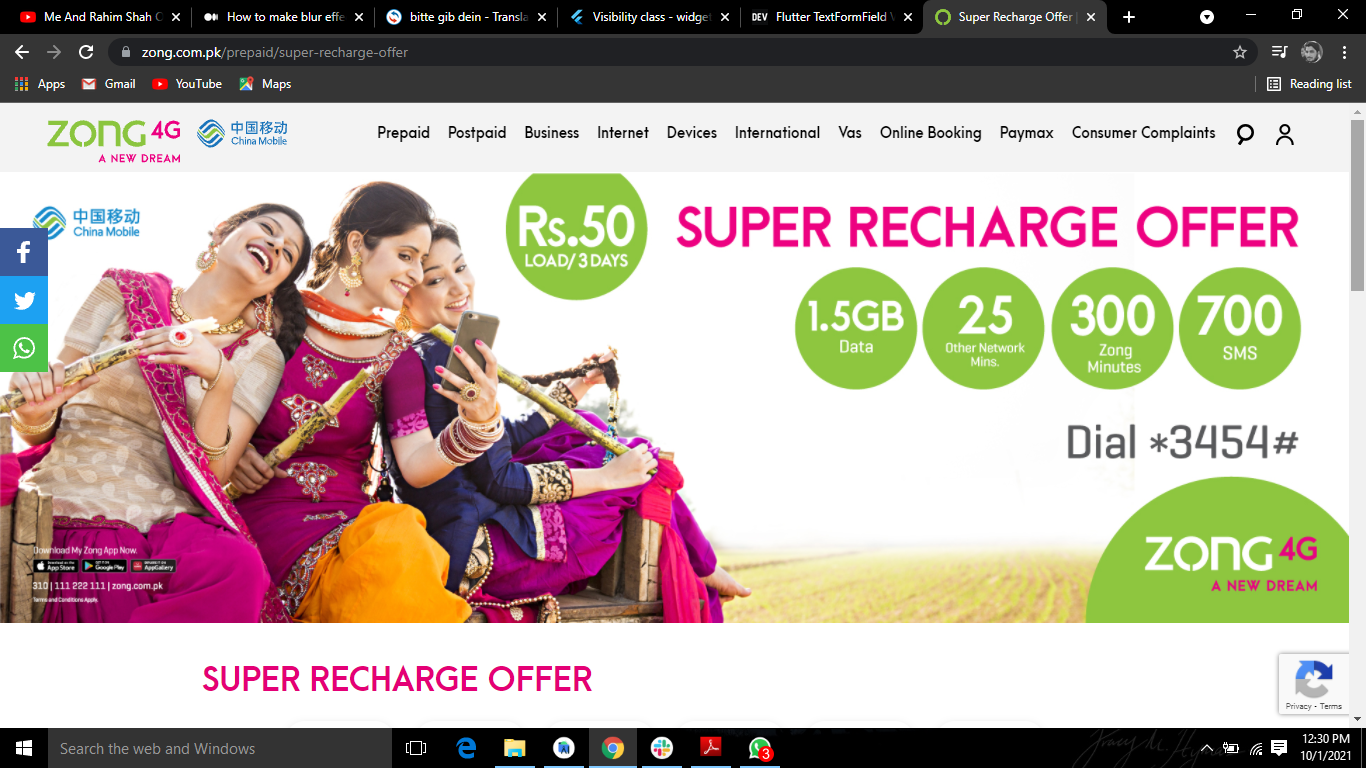 Me And Rahim Shah C
How to make blur effe
bitte gib dein - Transla
Visibility class - widget
DEV
Flutter TextFormField V
Super Recharge Offer |
zong.com.pk/prepaid/super-recharge-offer
Apps
Gmail
YouTube
Maps
Reading list
ZONG 4G
A NEW DREAM
中国移动
China Mobile
Prepaid
Postpaid
Business
Internet
Devices
International
Vas
Online Booking
Paymax
Consumer Complaints
中国移动
China Mobile
Rs.50
LOAD/3 DAYS
SUPER RECHARGE OFFER
1.5GB
Data
25
Other Network
Mins.
300
Zong
Minutes
700
SMS
Dial *3454#
ZONG 4G
A NEW DREAM
Download My Zong App Now.
App Store
Google Play
AppGallery
310 | 111 222 111 | zong.com.pk
Terms and Conditions Apply.
SUPER RECHARGE OFFER
Privacy - Terms
Search the web and Windows
3
12:30 PM
10/1/2021